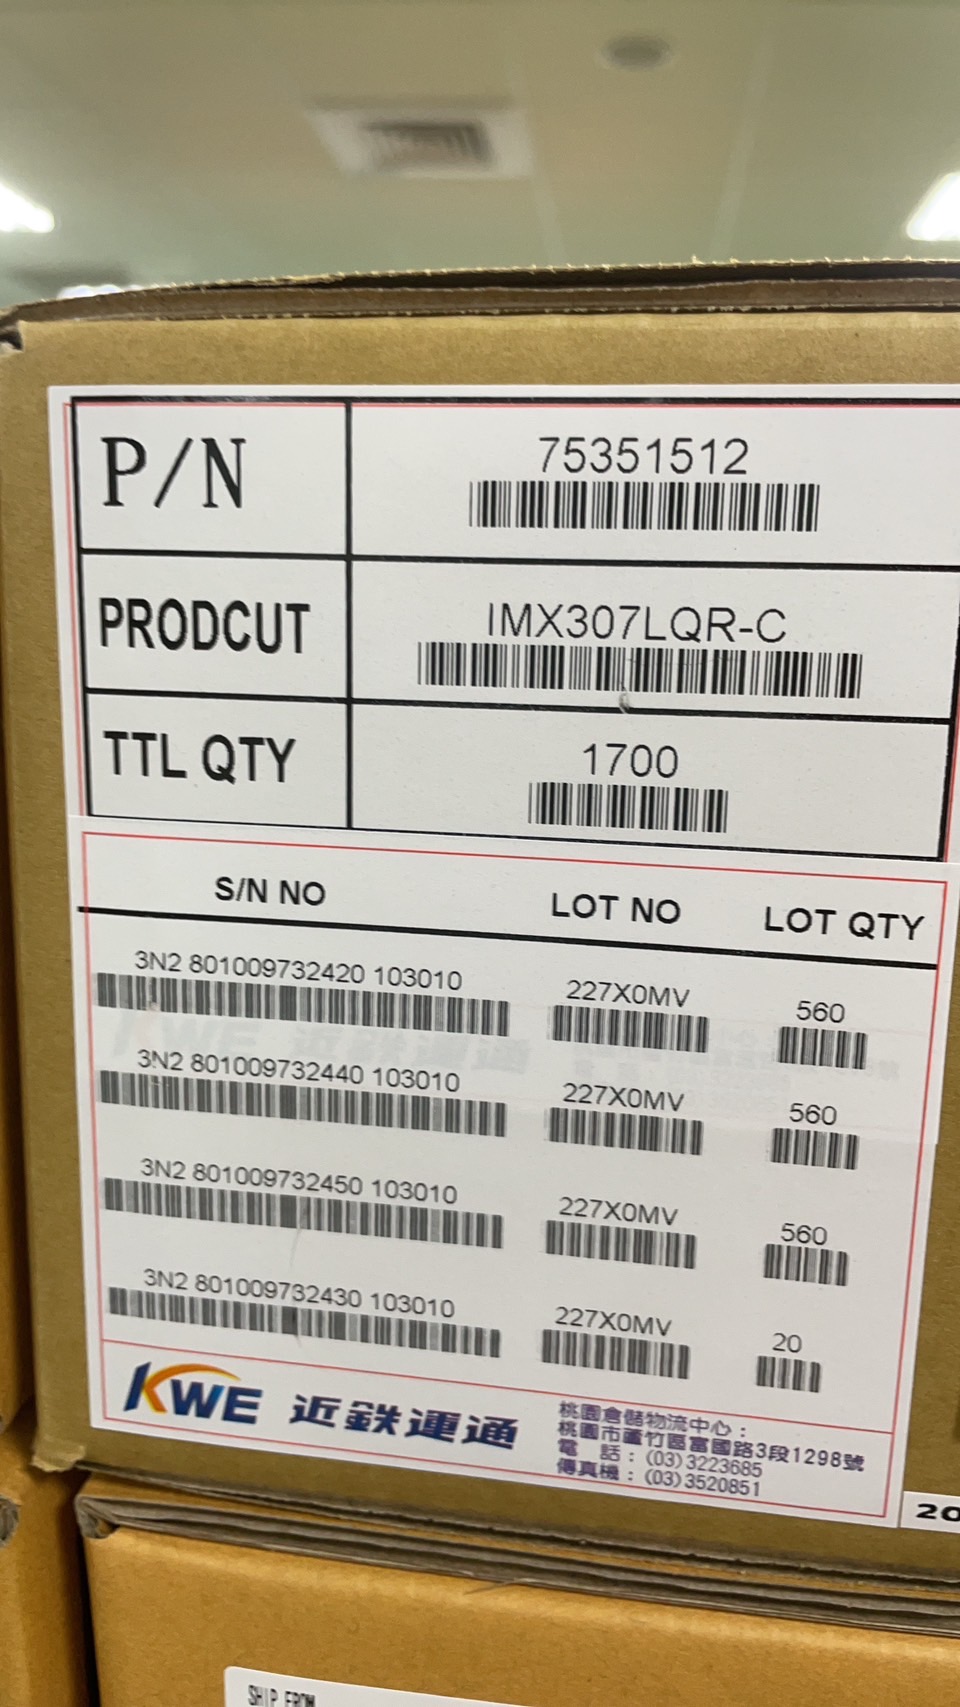 P/N 75351512
PRODCUT IMX307LQR-C
TTL QTY 1700
S/N NO LOT NO LOT QTY
3N2 801009732420 103010 227X0MV 560
3N2 801009732440 103010 227X0MV 560
3N2 801009732450 103010 227X0MV 560
3N2 801009732430 103010 227X0MV 20
KWE 近鉄運通
桃園倉儲物流中心：
桃園市蘆竹區富國路3段1298號
電 話：(03)3223685
傳真機：(03)3520851
20
SHIP FROM